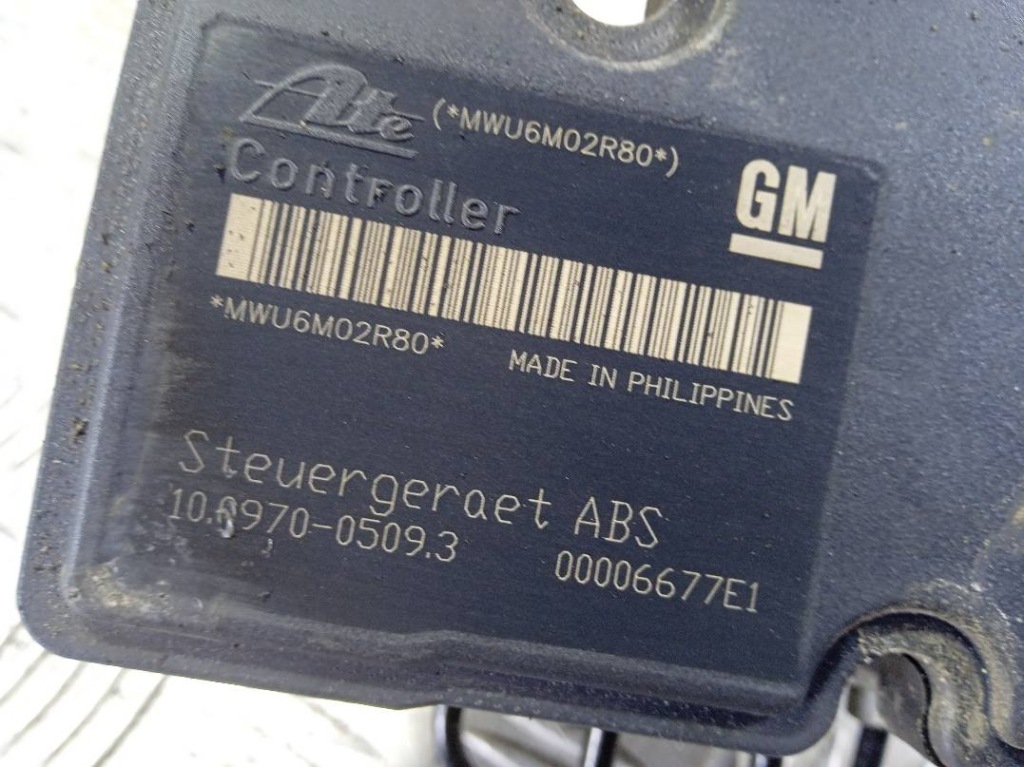 Ate (*MWU6M02R80*)
GM
Controller
*MWU6M02R80*
MADE IN PHILIPPINES
Steuergeraet ABS
10.0970-0509.3 00006677E1